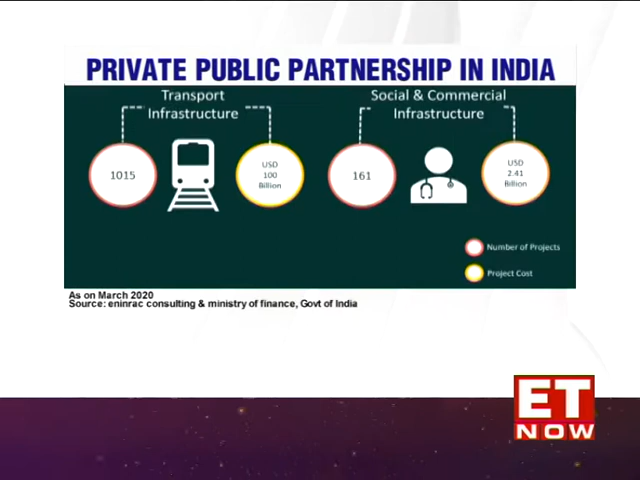 PRIVATE PUBLIC PARTNERSHIP IN INDIA
Transport
Infrastructure
1015
USD
100
Billion
Social & Commercial
Infrastructure
161
USD
2.41
Billion
Number of Projects
Project Cost
As on March 2020
Source: eninrac consulting & ministry of finance, Govt of India
ET
NOW